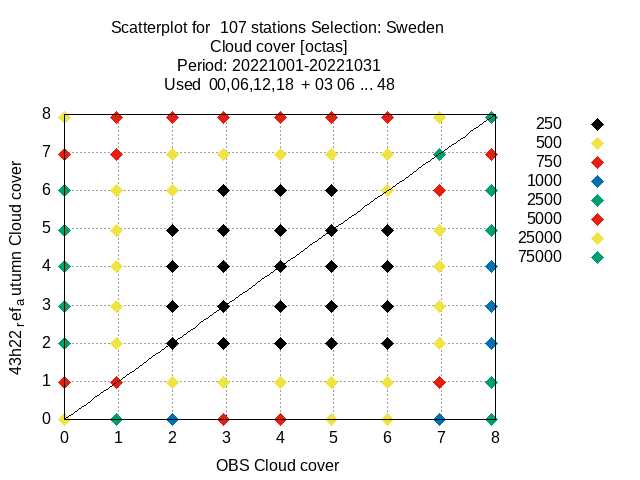 Scatterplot for 107 stations Selection: Sweden
Cloud cover [octas]
Period: 20221001-20221031
Used 00,06,12,18 + 03 06 ... 48
8
7
6
5
4
3
2
1
0
0 1 2 3 4 5 6 7 8
43h22refautumn Cloud cover
OBS Cloud cover
250
500
750
1000
2500
5000
25000
75000